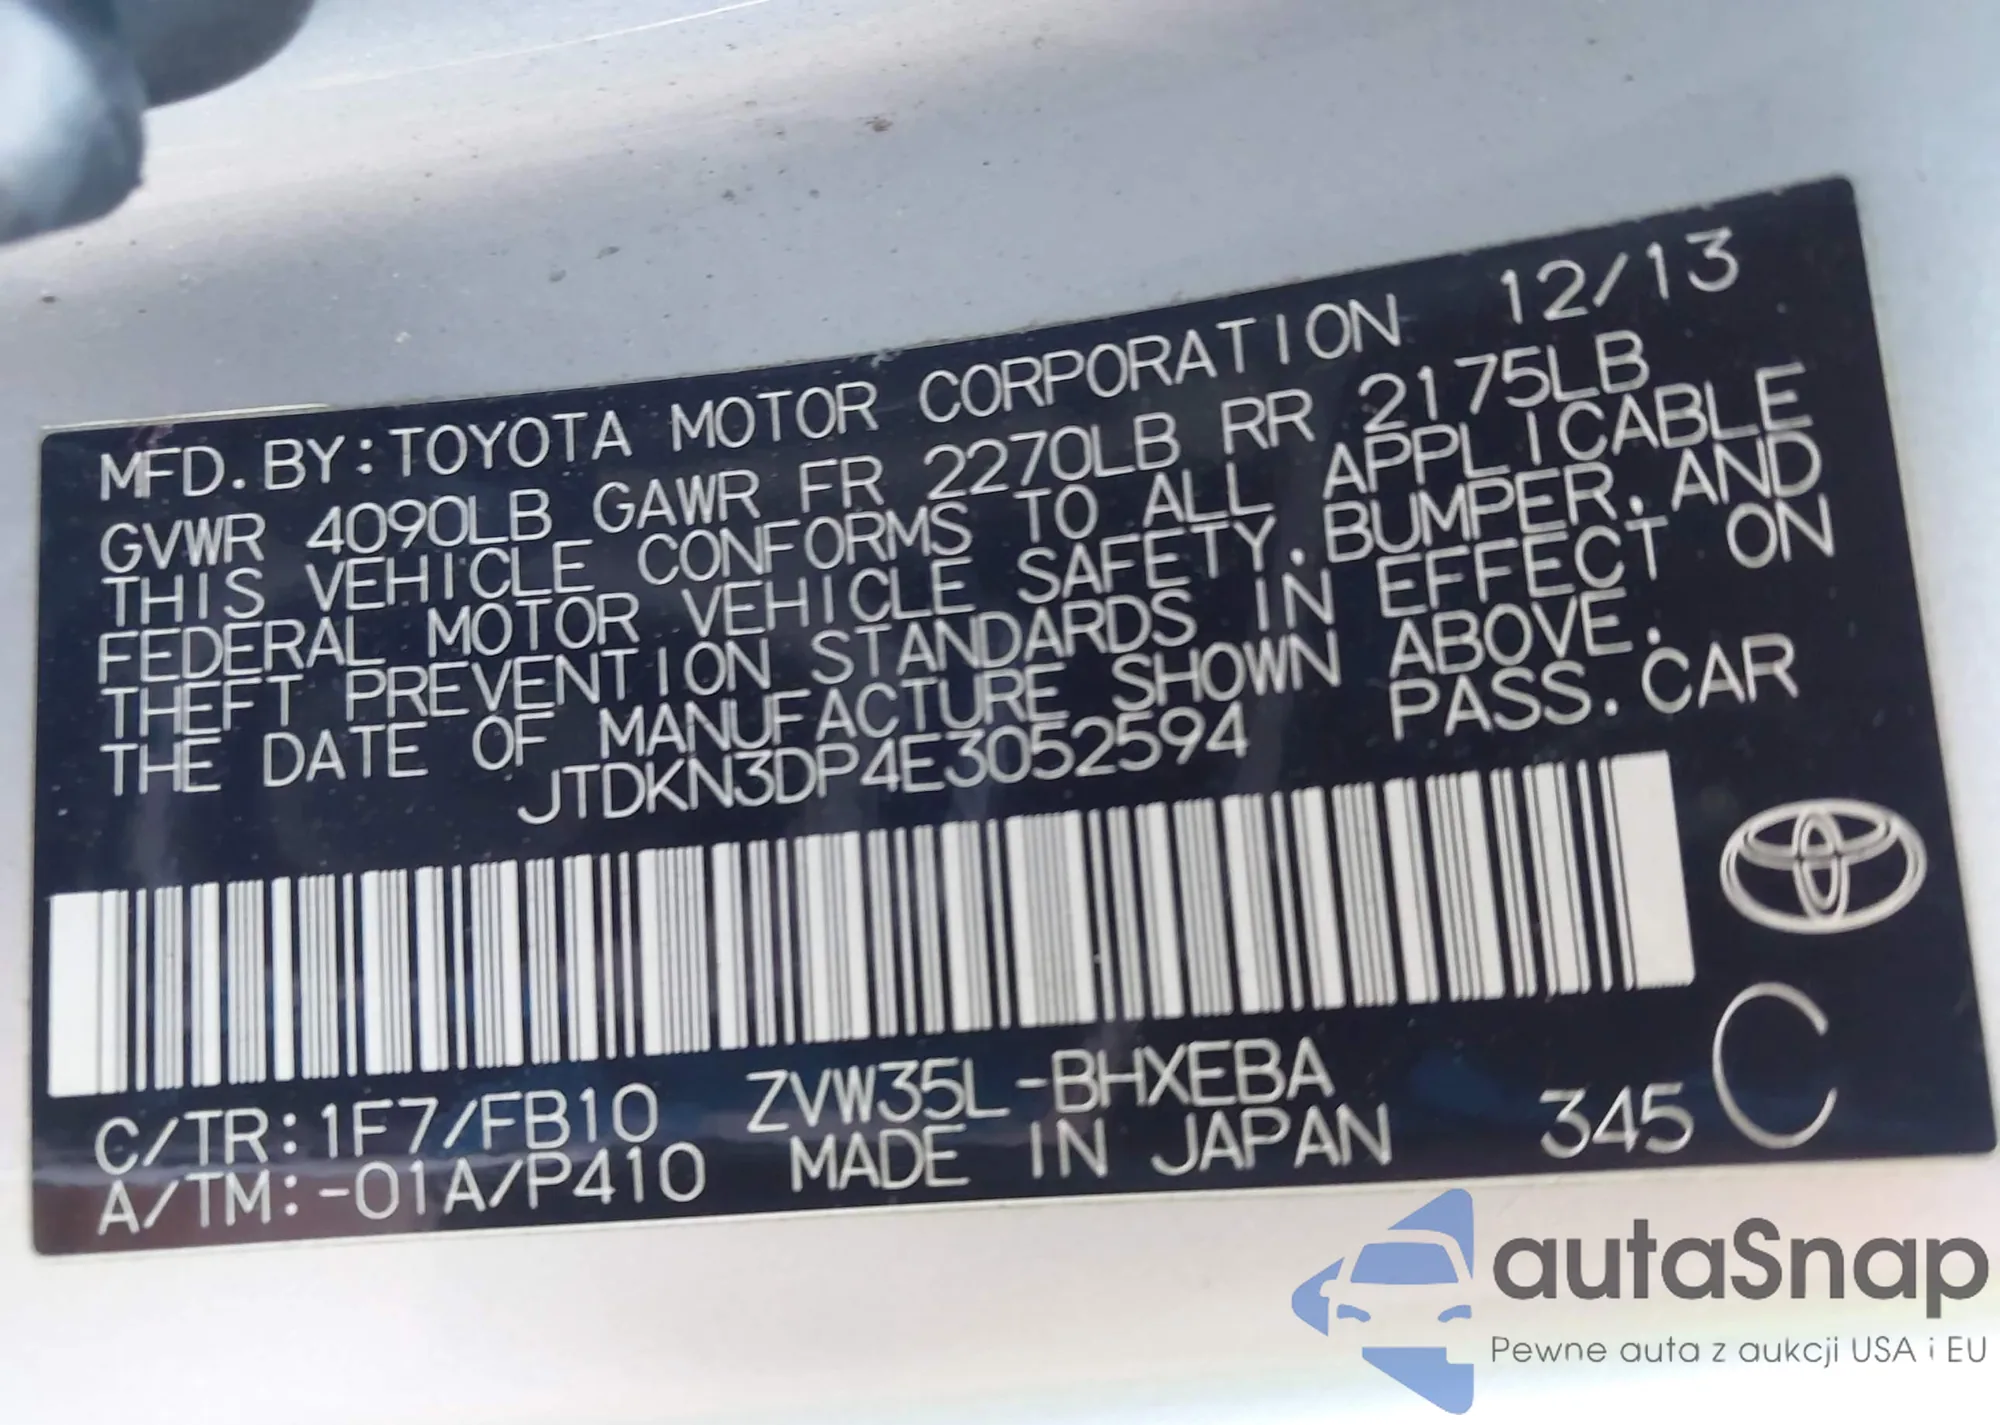 MFD. BY: TOYOTA MOTOR CORPORATION 12/13
GVWR 4090LB GAWR FR 2270LB RR 2175LB
THIS VEHICLE CONFORMS TO ALL APPLICABLE
FEDERAL MOTOR VEHICLE SAFETY, BUMPER, AND
THEFT PREVENTION STANDARDS IN EFFECT ON
THE DATE OF MANUFACTURE SHOWN ABOVE.
JTDKN3DP4E3052594 PASS. CAR
C/TR: 1F7/FB10 ZVW35L-BHXEBA
A/TM: -01A/P410 MADE IN JAPAN 345 C
autaSnap
Pewne auta z aukcji USA i EU